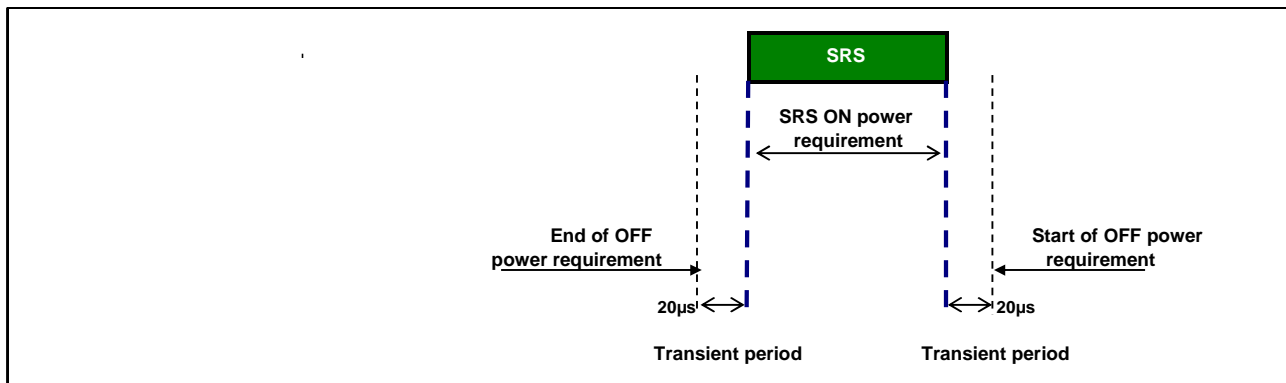 SRS
SRS ON power
requirement
End of OFF
power requirement
Start of OFF power
requirement
20µs
20µs
Transient period
Transient period